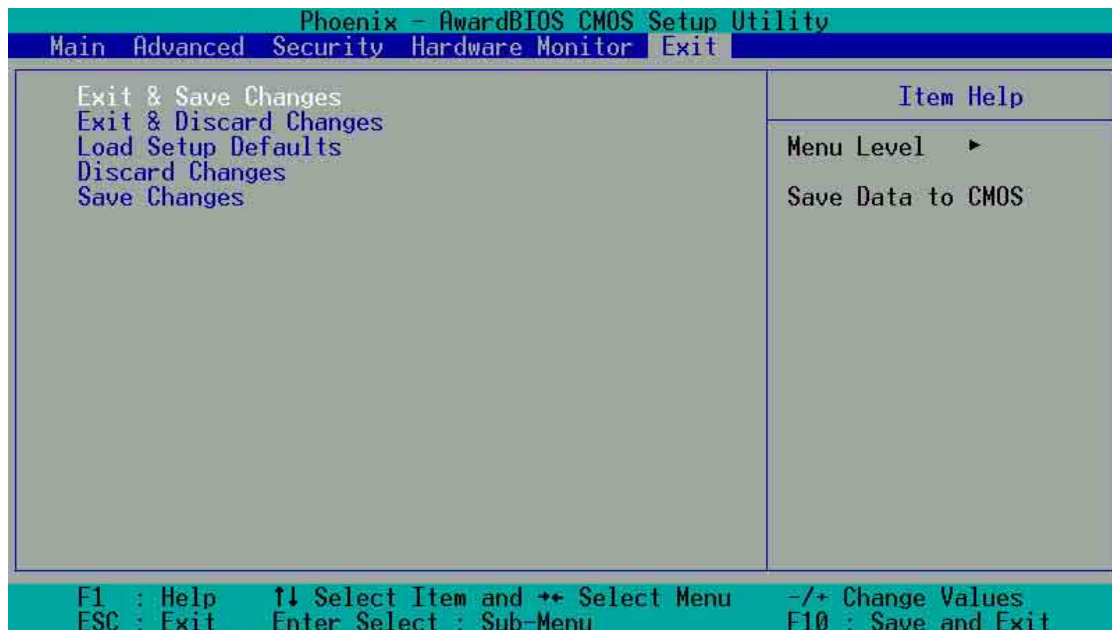 Phoenix - AwardBIOS CMOS Setup Utility
Main Advanced Security Hardware Monitor Exit
Exit & Save Changes
Exit & Discard Changes
Load Setup Defaults
Discard Changes
Save Changes
Item Help
Menu Level ▶
Save Data to CMOS
F1 : Help ↑↓ Select Item and →← Select Menu -/+ Change Values
ESC : Exit Enter Select : Sub-Menu F10 : Save and Exit